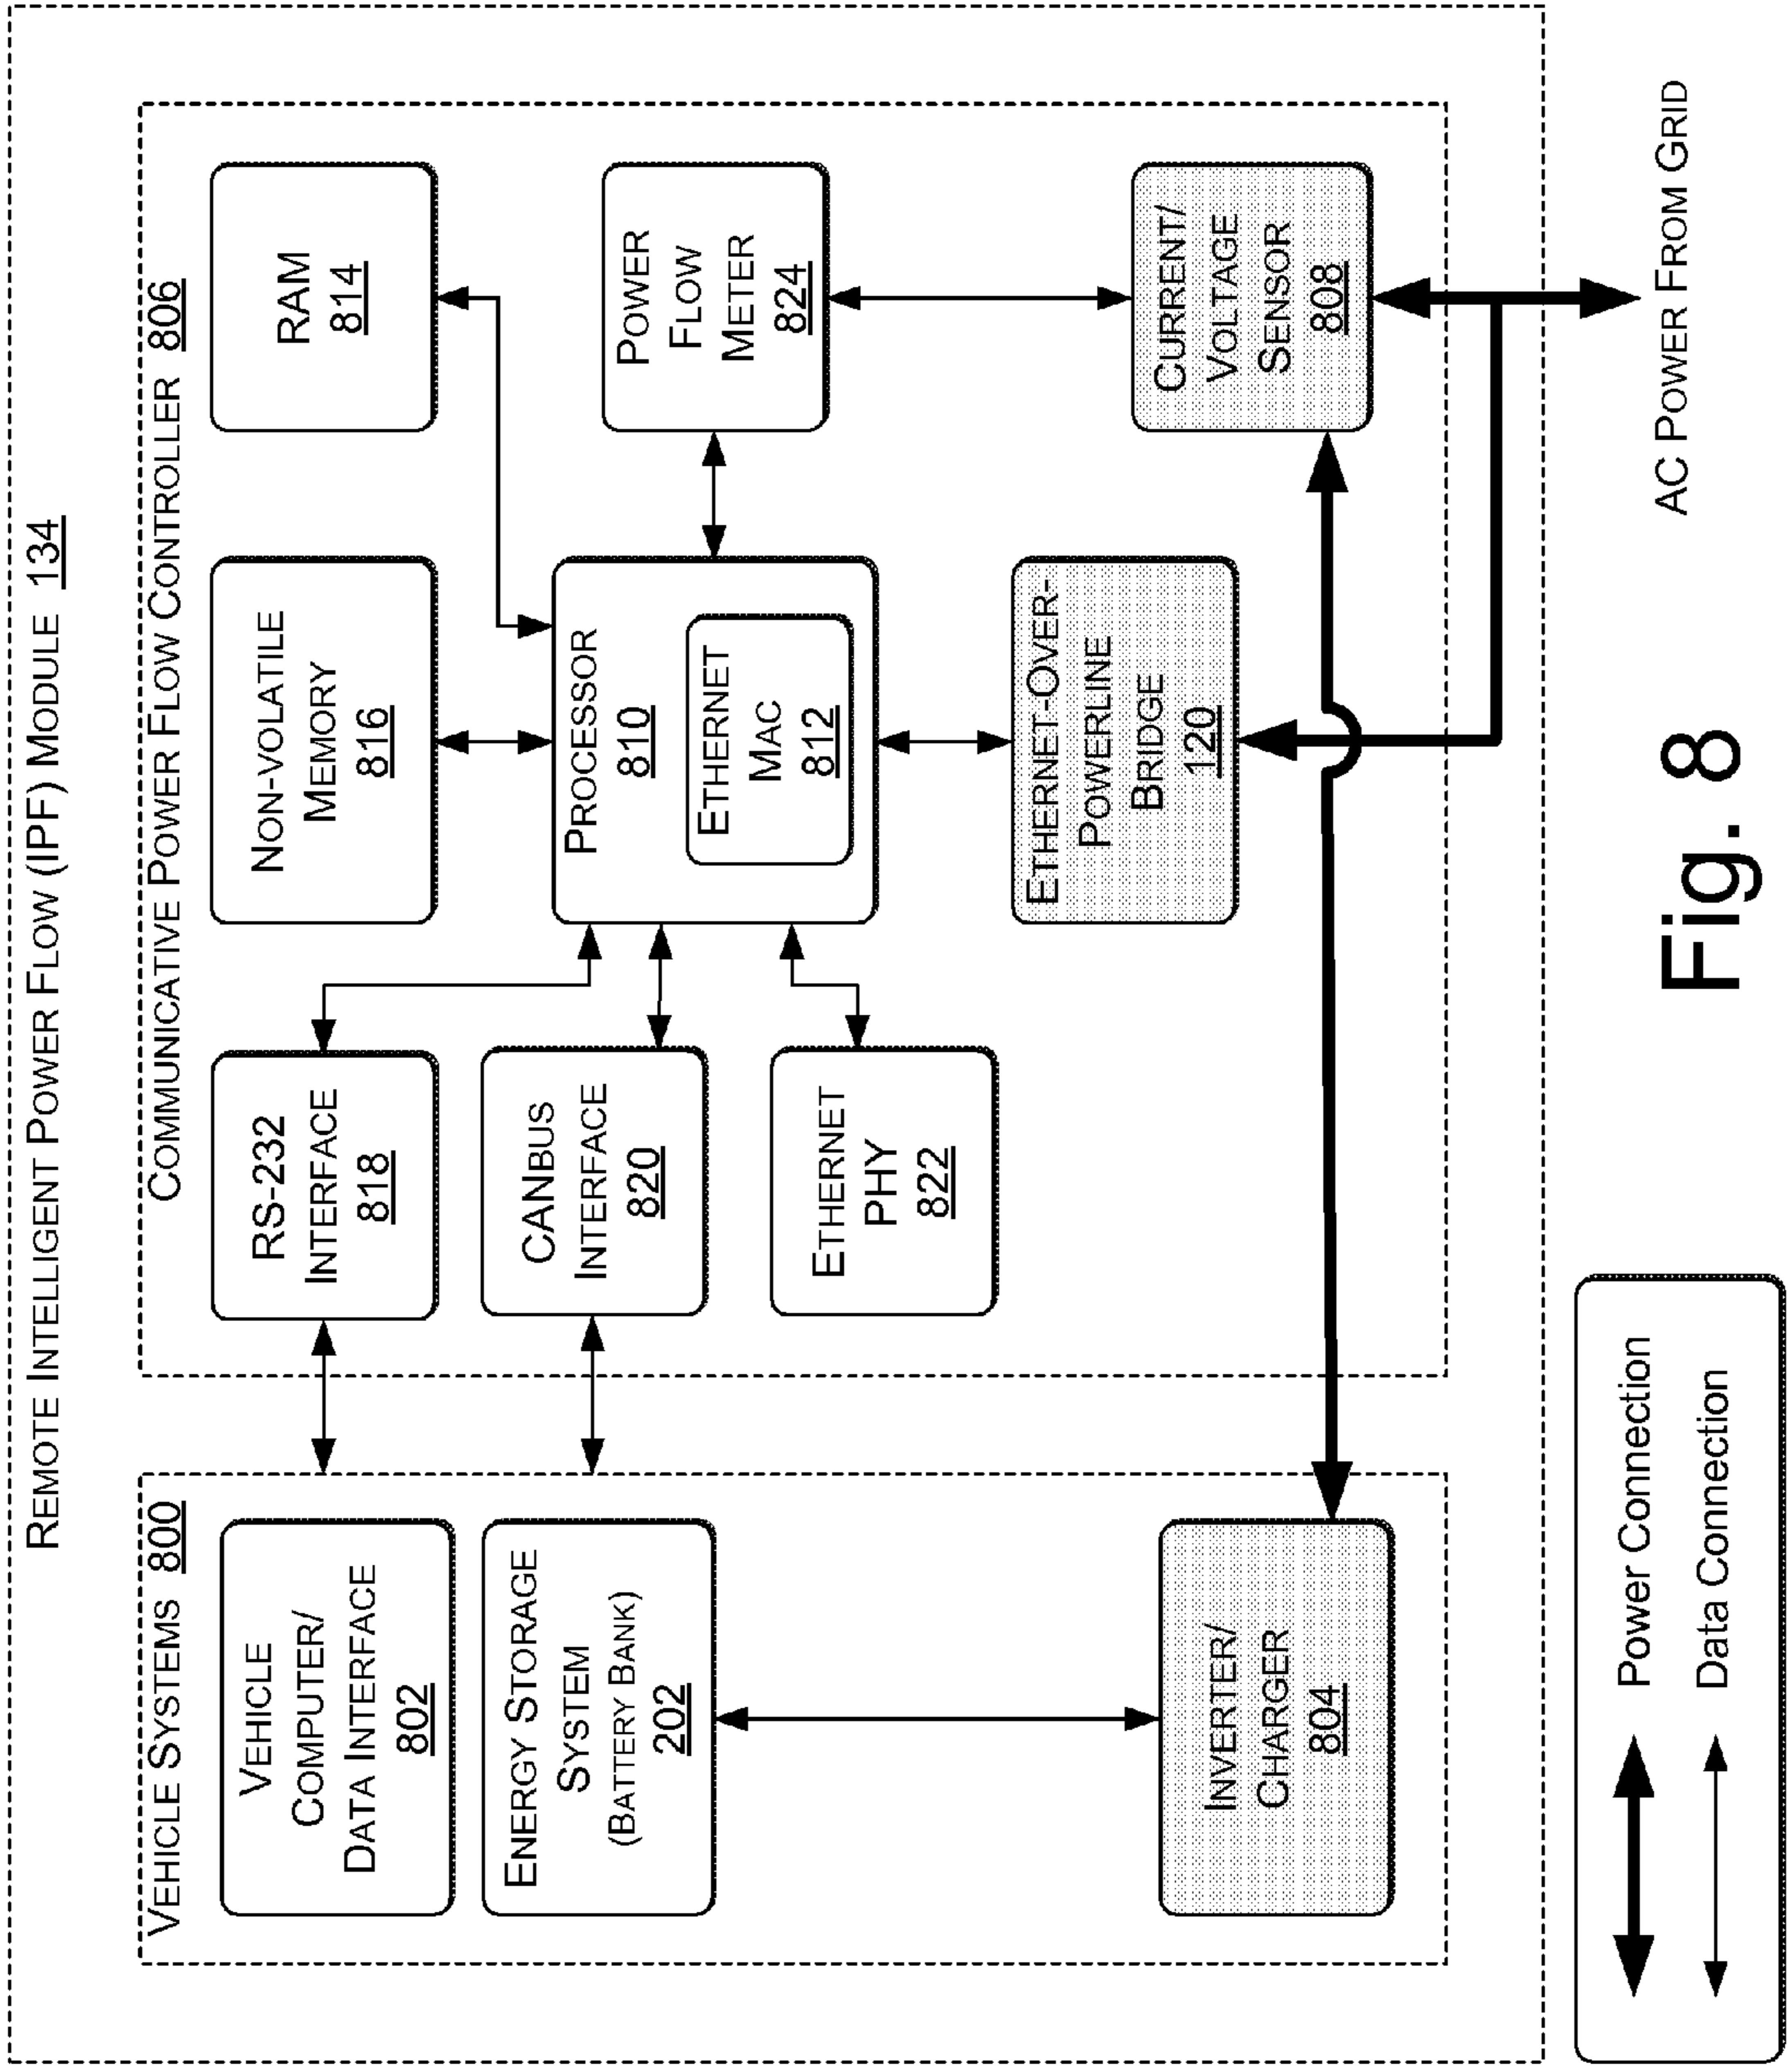 REMOTE INTELLIGENT POWER FLOW (IPF) MODULE 134
VEHICLE SYSTEMS 800
VEHICLE
COMPUTER/
DATA INTERFACE
802
ENERGY STORAGE
SYSTEM
(BATTERY BANK)
202
INVERTER/
CHARGER
804
COMMUNICATIVE POWER FLOW CONTROLLER 806
RS-232
INTERFACE
818
CANBUS
INTERFACE
820
ETHERNET
PHY
822
NON-VOLATILE
MEMORY
816
PROCESSOR
810
ETHERNET
MAC
812
ETHERNET-OVER-
POWERLINE
BRIDGE
120
RAM
814
POWER
FLOW
METER
824
CURRENT/
VOLTAGE
SENSOR
808
AC POWER FROM GRID
Power Connection
Data Connection
Fig. 8